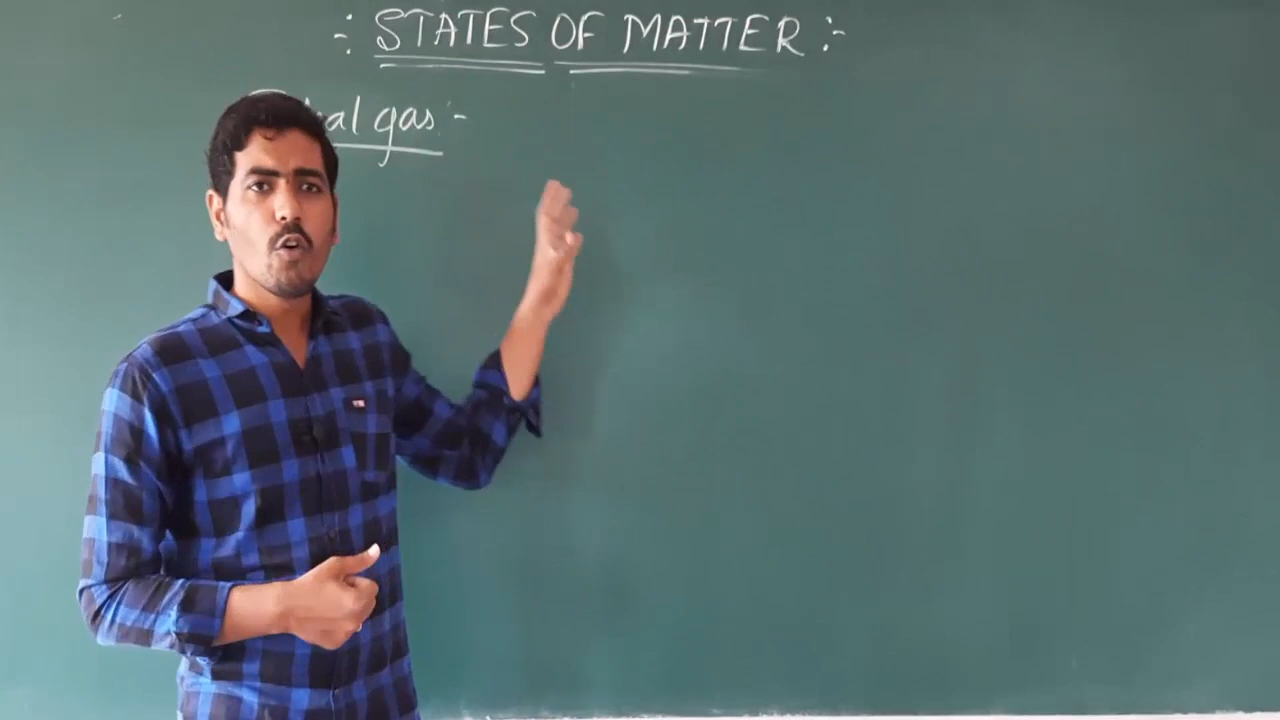 :- STATES OF MATTER :-
gas :-